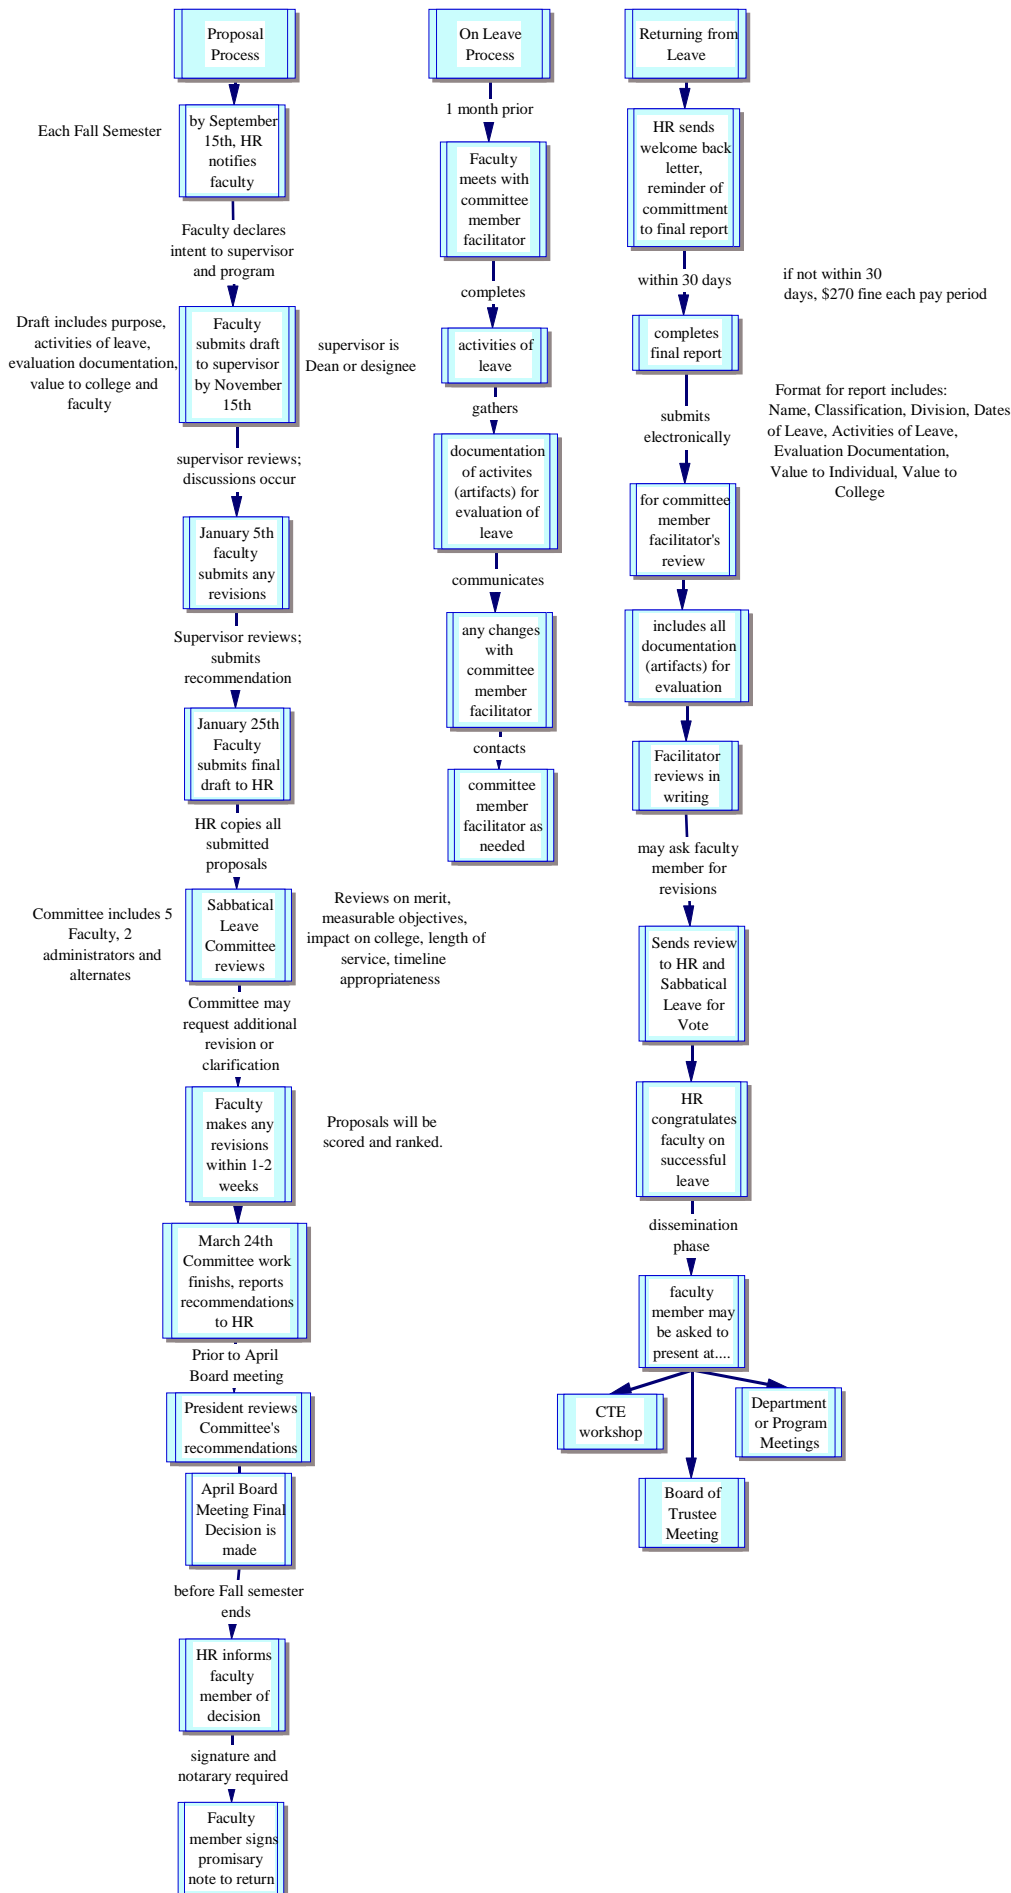 Proposal
Process
Each Fall Semester
by September
15th, HR
notifies
faculty
Faculty declares
intent to supervisor
and program
Draft includes purpose,
activities of leave,
evaluation documentation,
value to college and
faculty
Faculty
submits draft
to supervisor
by November
15th
supervisor is
Dean or designee
supervisor reviews;
discussions occur
January 5th
faculty
submits any
revisions
Supervisor reviews;
submits
recommendation
January 25th
Faculty
submits final
draft to HR
HR copies all
submitted
proposals
Committee includes 5
Faculty, 2
administrators and
alternates
Sabbatical
Leave
Committee
reviews
Reviews on merit,
measurable objectives,
impact on college, length of
service, timeline
appropriateness
Committee may
request additional
revision or
clarification
Faculty
makes any
revisions
within 1-2
weeks
Proposals will be
scored and ranked.
March 24th
Committee work
finishs, reports
recommendations
to HR
Prior to April
Board meeting
President reviews
Committee's
recommendations
April Board
Meeting Final
Decision is
made
before Fall semester
ends
HR informs
faculty
member of
decision
signature and
notarary required
Faculty
member signs
promisary
note to return
On Leave
Process
1 month prior
Faculty
meets with
committee
member
facilitator
completes
activities of
leave
gathers
documentation
of activites
(artifacts) for
evaluation of
leave
communicates
any changes
with
committee
member
facilitator
contacts
committee
member
facilitator as
needed
Returning from
Leave
HR sends
welcome back
letter,
reminder of
committment
to final report
within 30 days
if not within 30
days, $270 fine each pay period
completes
final report
submits
electronically
Format for report includes:
Name, Classification, Division, Dates
of Leave, Activities of Leave,
Evaluation Documentation,
Value to Individual, Value to
College
for committee
member
facilitator's
review
includes all
documentation
(artifacts) for
evaluation
Facilitator
reviews in
writing
may ask faculty
member for
revisions
Sends review
to HR and
Sabbatical
Leave for
Vote
HR
congratulates
faculty on
successful
leave
dissemination
phase
faculty
member may
be asked to
present at....
CTE
workshop
Department
or Program
Meetings
Board of
Trustee
Meeting